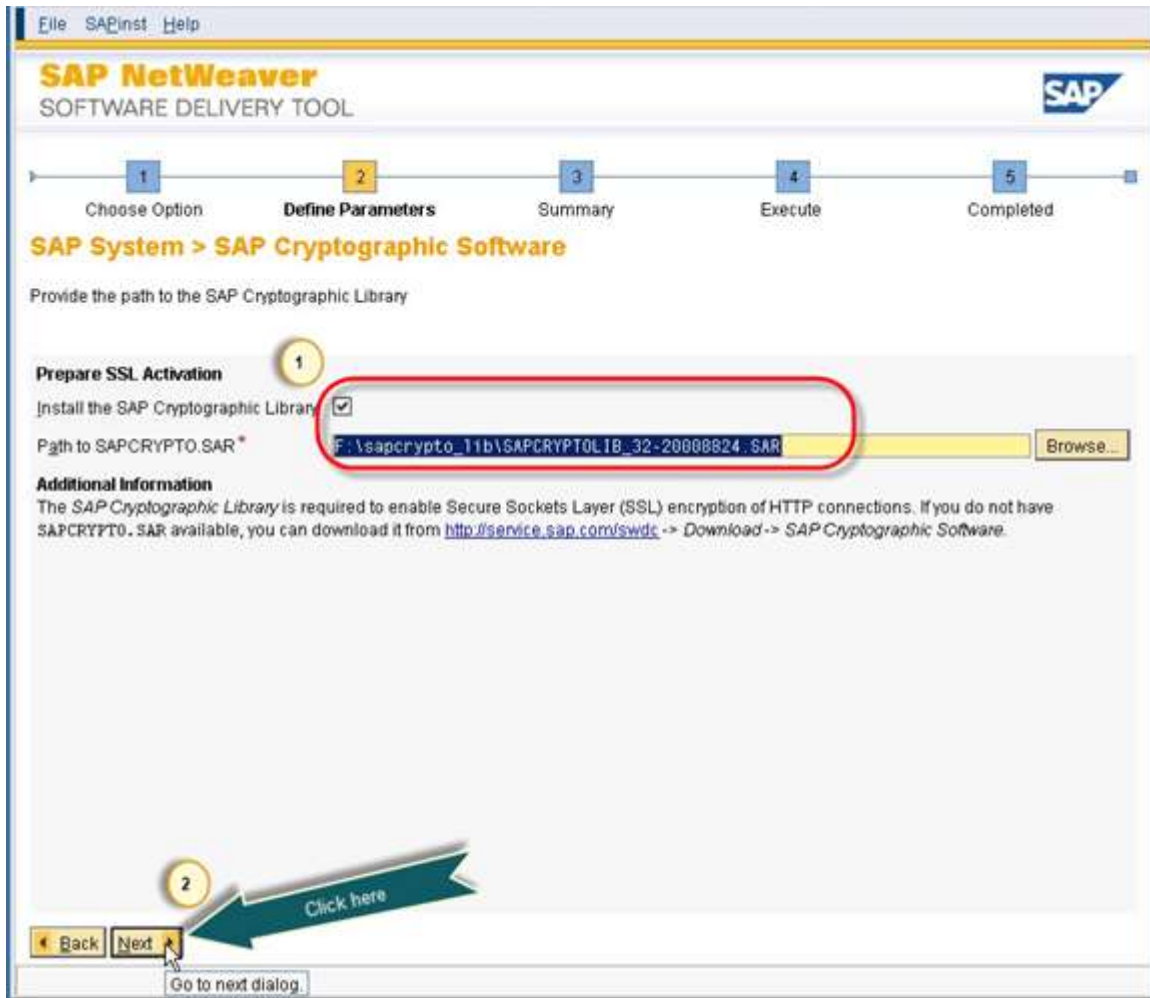 File SAPinst Help
SAP NetWeaver
SOFTWARE DELIVERY TOOL
SAP
1 2 3 4 5
Choose Option Define Parameters Summary Execute Completed
SAP System > SAP Cryptographic Software
Provide the path to the SAP Cryptographic Library
1
Prepare SSL Activation
Install the SAP Cryptographic Library
Path to SAPCRYPTO.SAR * F:\sapcrypto_lib\SAPCRYPTOLIB_32-20008824.SAR Browse...
Additional Information
The SAP Cryptographic Library is required to enable Secure Sockets Layer (SSL) encryption of HTTP connections. If you do not have
SAPCRYPTO.SAR available, you can download it from http://service.sap.com/swdc -> Download -> SAP Cryptographic Software.
2
Click here
Back Next
Go to next dialog.